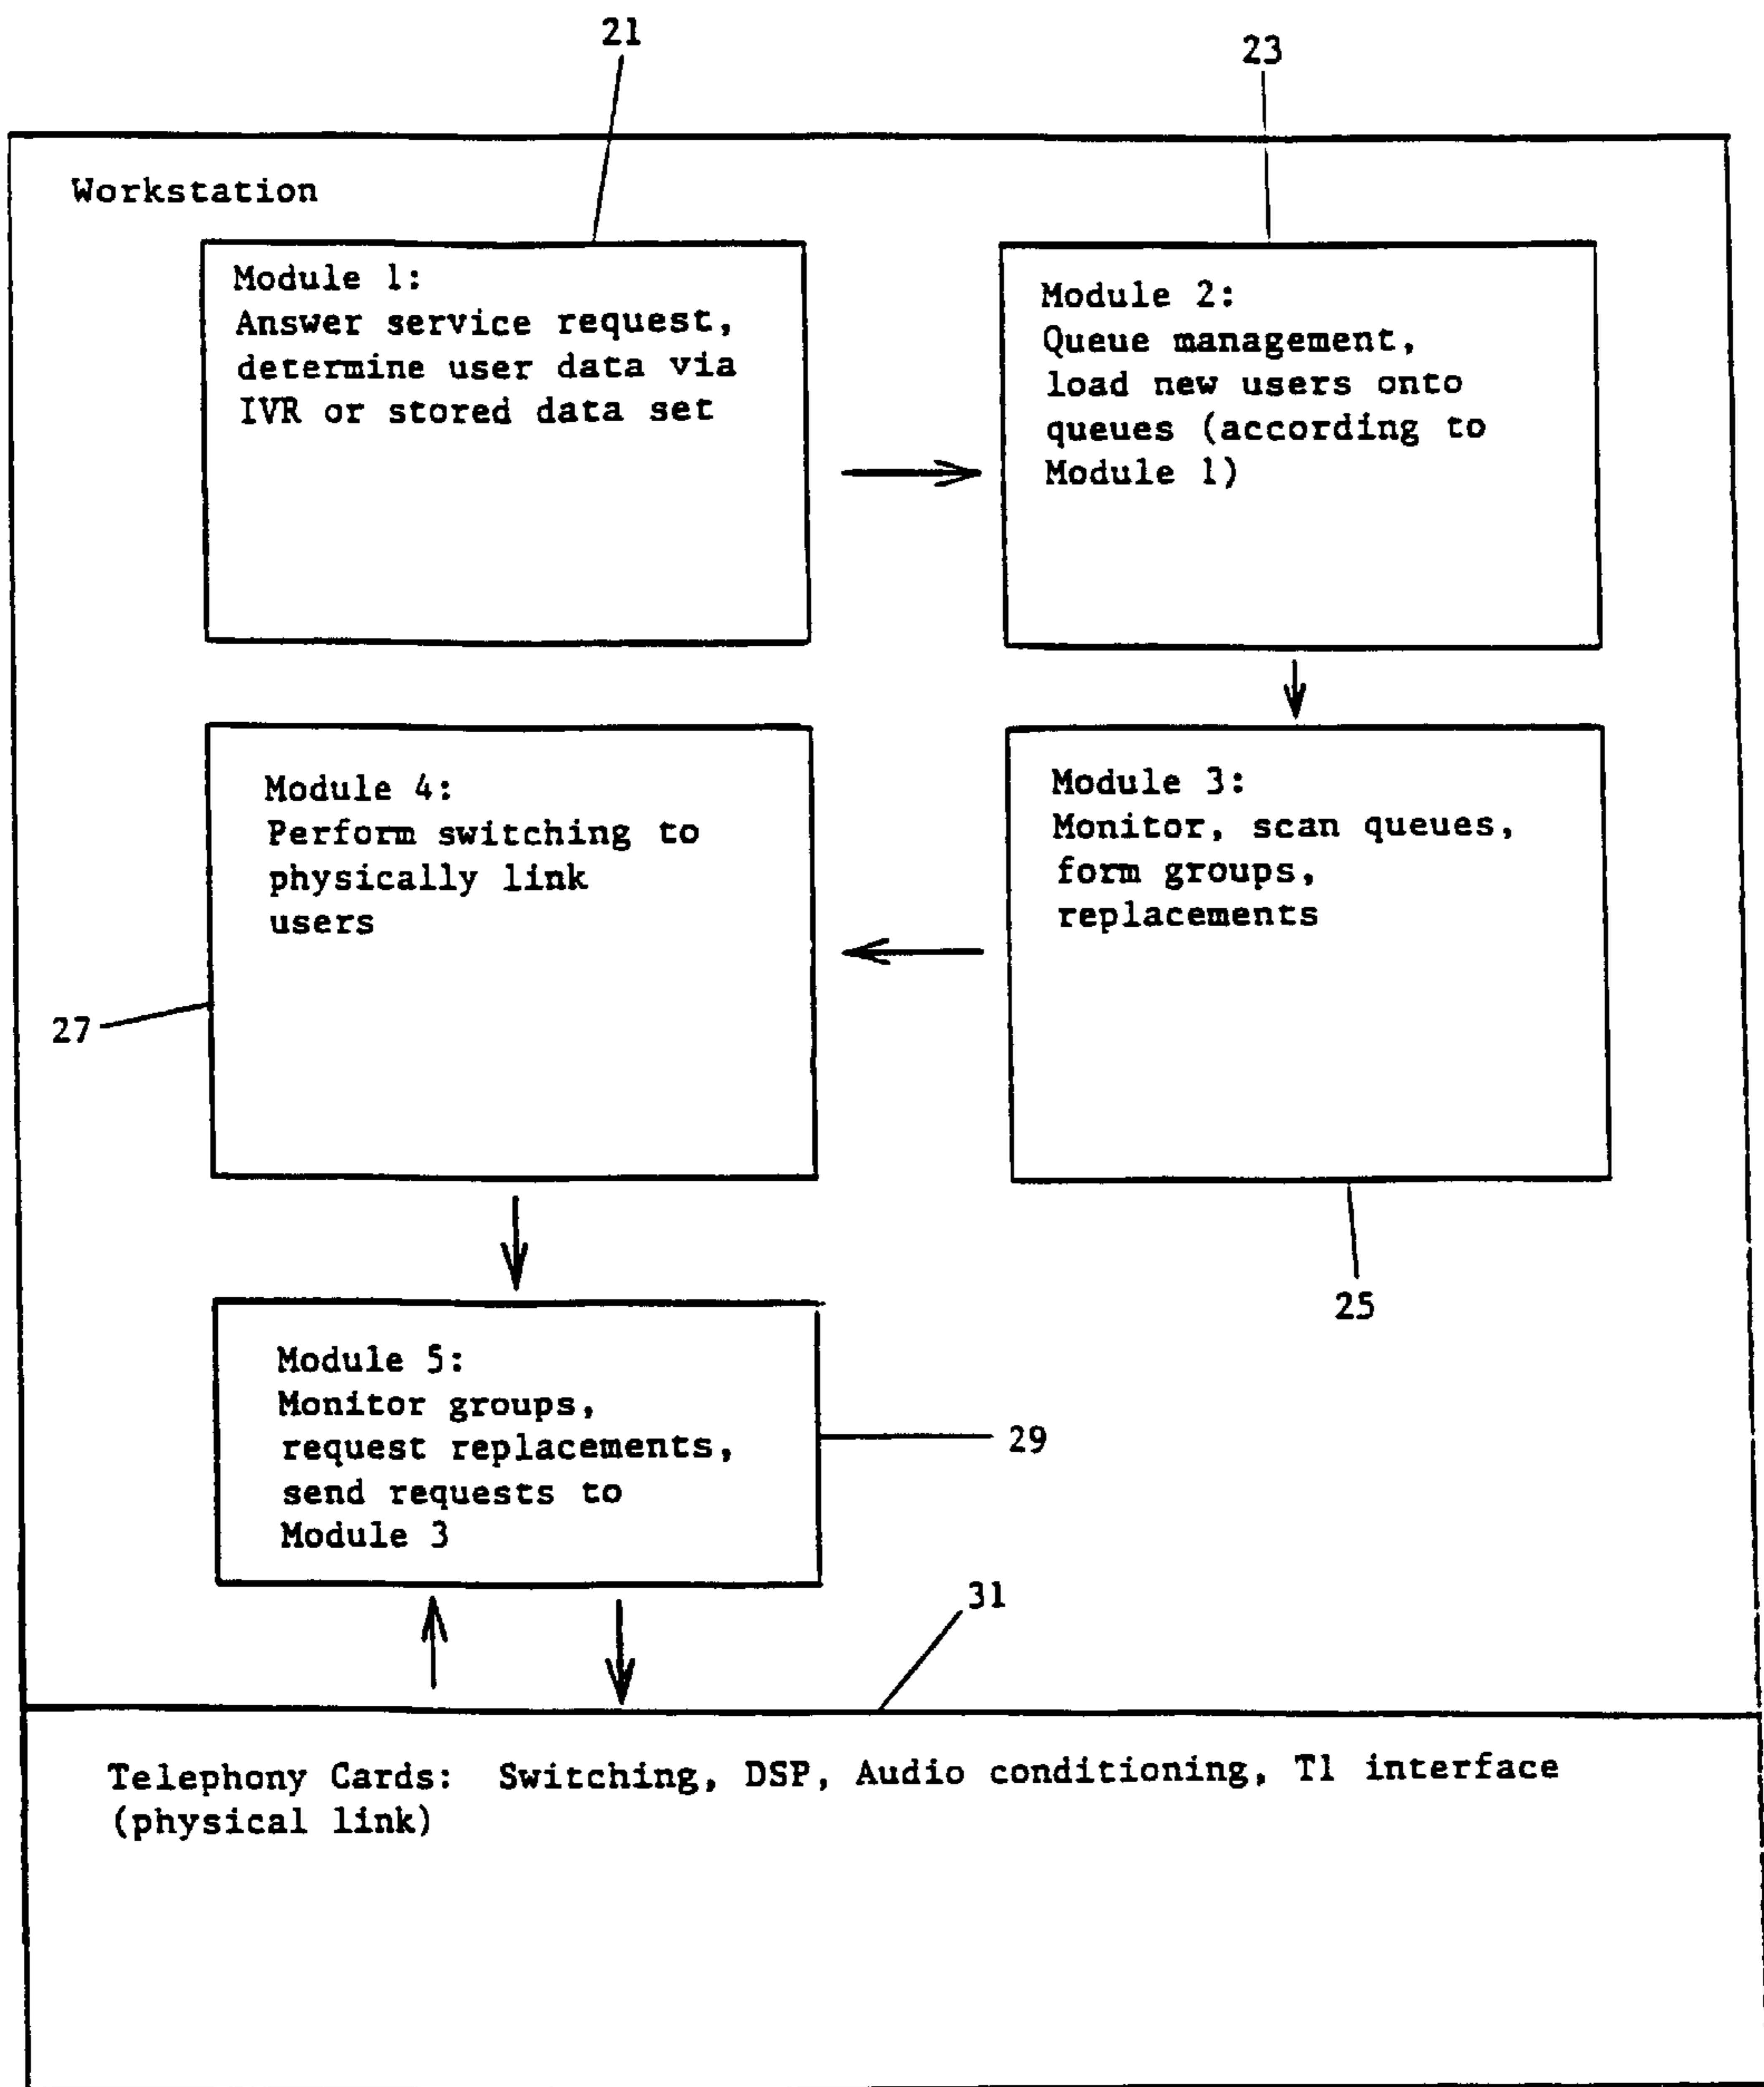 21
23
Workstation
Module 1:
Answer service request,
determine user data via
IVR or stored data set
Module 2:
Queue management,
load new users onto
queues (according to
Module 1)
Module 4:
Perform switching to
physically link
users
Module 3:
Monitor, scan queues,
form groups,
replacements
27
25
Module 5:
Monitor groups,
request replacements,
send requests to
Module 3
29
31
Telephony Cards: Switching, DSP, Audio conditioning, T1 interface
(physical link)